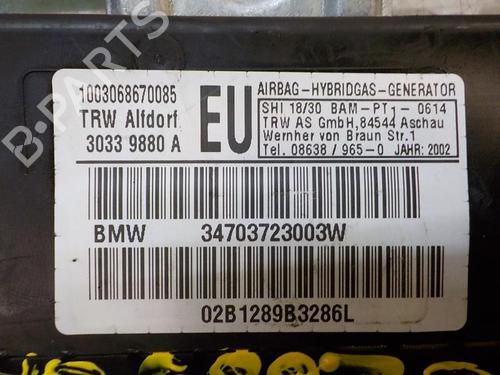 1003068670085
TRW Alfdorf
3033 9880 A
EU
AIRBAG-HYBRIDGAS-GENERATOR
SHI 18/30 BAM-PT1- 0614
TRW AS GmbH,84544 Aschau
Wernher von Braun Str.1
Tel. 08638 / 965-0 JAHR: 2002
BMW 34703723003W
02B1289B3286L
B-PARTS